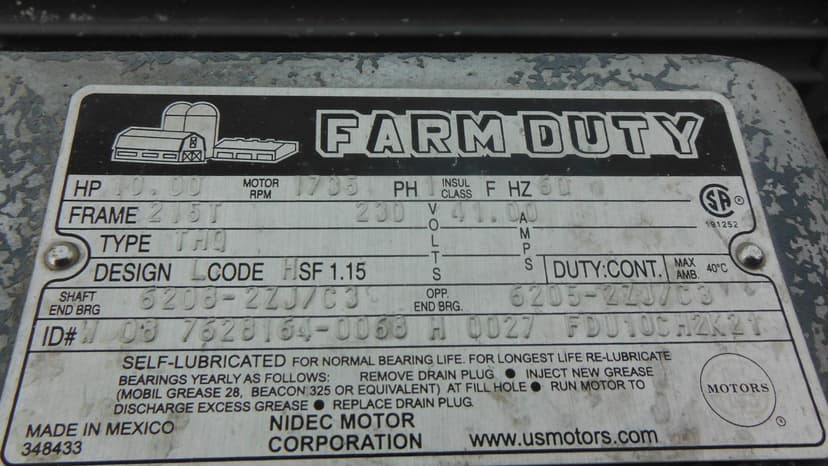 FARM DUTY
HP 10.00 MOTOR RPM 1735 PH 1 INSUL CLASS F HZ 60
FRAME 215T 230 VOLTS 41.00 AMPS
SA ® 191252
TYPE THQ
DESIGN L CODE H SF 1.15 DUTY:CONT. MAX AMB. 40°C
SHAFT END BRG. 6208-2ZJ/C3 OPP. END BRG. 6205-2ZJ/C3
ID# W 08 7628164-0068 H 0027 FDU10CH2K21
SELF-LUBRICATED FOR NORMAL BEARING LIFE. FOR LONGEST LIFE RE-LUBRICATE
BEARINGS YEARLY AS FOLLOWS: REMOVE DRAIN PLUG ● INJECT NEW GREASE
(MOBIL GREASE 28, BEACON 325 OR EQUIVALENT) AT FILL HOLE ● RUN MOTOR TO
DISCHARGE EXCESS GREASE ● REPLACE DRAIN PLUG.
MOTORS
MADE IN MEXICO
348433
NIDEC MOTOR
CORPORATION
www.usmotors.com